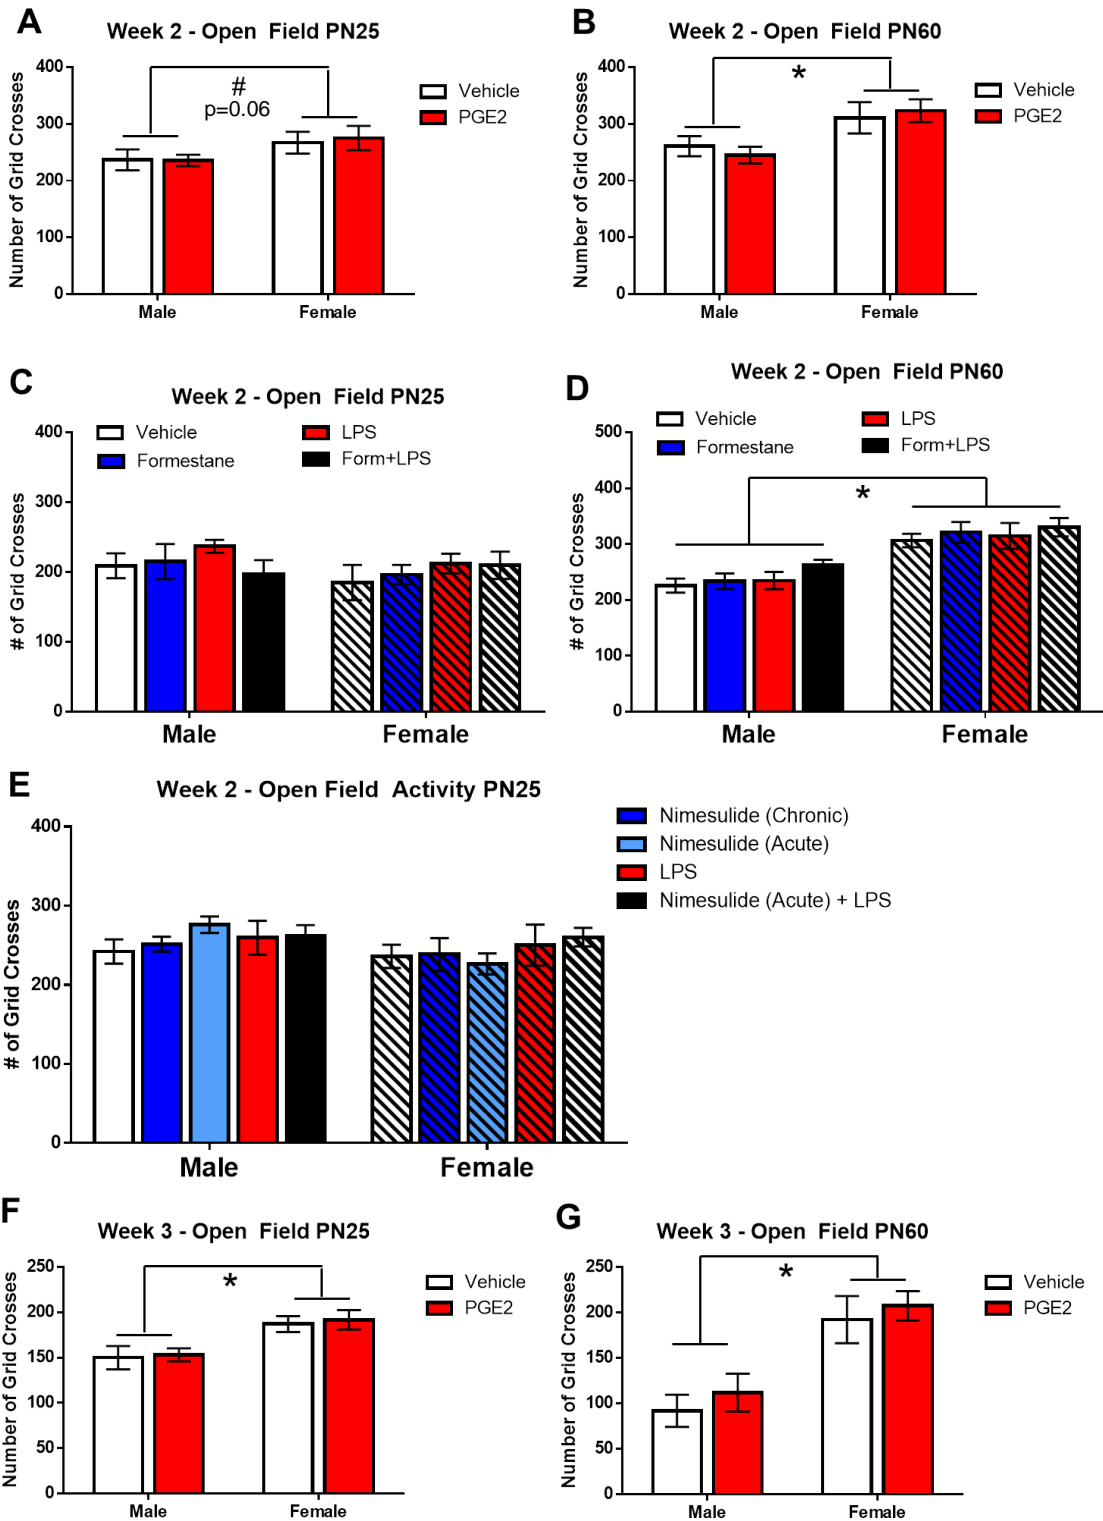 A
Week 2 - Open Field PN25
Number of Grid Crosses
400
300
200
100
0
#
p=0.06
Vehicle
PGE2
Male
Female
B
Week 2 - Open Field PN60
Number of Grid Crosses
400
300
200
100
0
*
Vehicle
PGE2
Male
Female
C
Week 2 - Open Field PN25
# of Grid Crosses
400
300
200
100
0
Vehicle
LPS
Formestane
Form+LPS
Male
Female
D
Week 2 - Open Field PN60
# of Grid Crosses
500
400
300
200
100
0
Vehicle
LPS
Formestane
Form+LPS
*
Male
Female
E
Week 2 - Open Field Activity PN25
# of Grid Crosses
400
300
200
100
0
Nimesulide (Chronic)
Nimesulide (Acute)
LPS
Nimesulide (Acute) + LPS
Male
Female
F
Week 3 - Open Field PN25
Number of Grid Crosses
250
200
150
100
50
0
*
Vehicle
PGE2
Male
Female
G
Week 3 - Open Field PN60
Number of Grid Crosses
250
200
150
100
50
0
*
Vehicle
PGE2
Male
Female